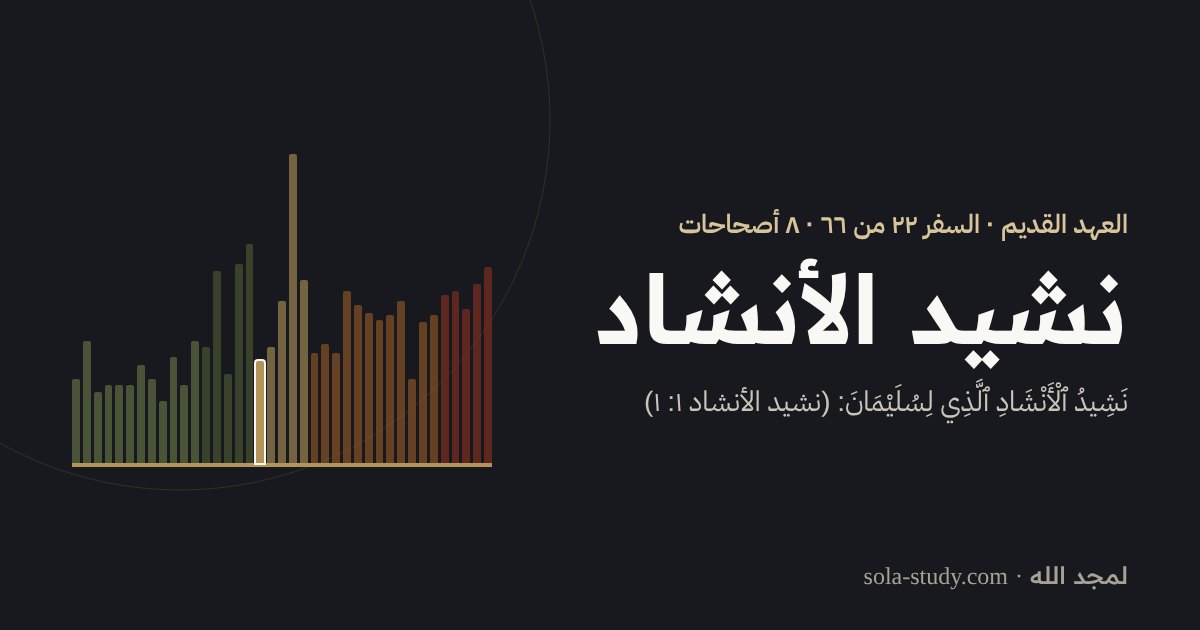 العهد القديم · السفر ٢٢ من ٦٦ · ٨ أصحاحات
نشيد الأنشاد
نَشِيدُ ٱلْأَنْشَادِ ٱلَّذِي لِسُلَيْمَانَ: (نشيد الأنشاد ١: ١)
لمجد الله · sola-study.com